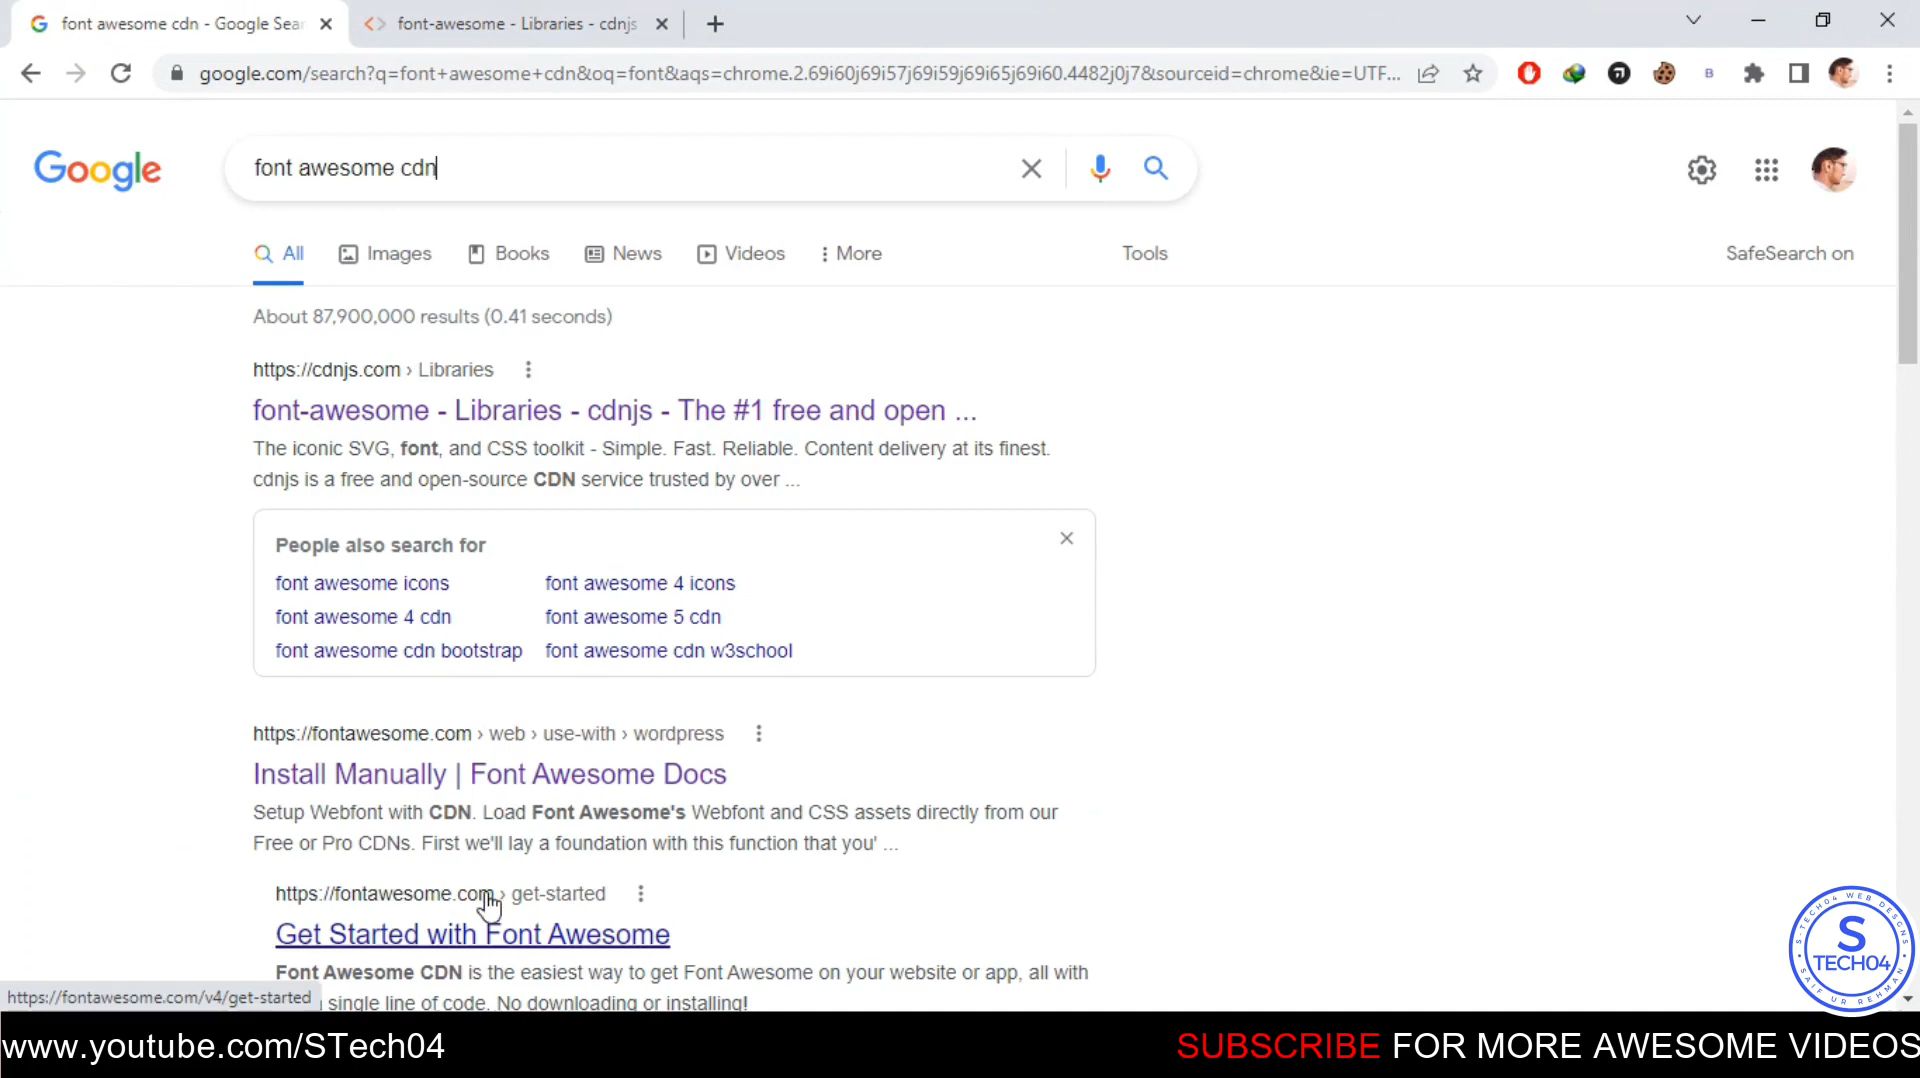 font awesome cdn - Google Sear
font-awesome - Libraries - cdnjs
google.com/search?q=font+awesome+cdn&oq=font&aqs=chrome.2.69i60j69i57j69i59j69i65j69i60.4482j0j7&sourceid=chrome&ie=UTF...
B
Google
font awesome cdn
All Images Books News Videos More Tools SafeSearch on
About 87,900,000 results (0.41 seconds)
https://cdnjs.com › Libraries
font-awesome - Libraries - cdnjs - The #1 free and open ...
The iconic SVG, font, and CSS toolkit - Simple. Fast. Reliable. Content delivery at its finest.
cdnjs is a free and open-source CDN service trusted by over ...
People also search for
font awesome icons font awesome 4 icons
font awesome 4 cdn font awesome 5 cdn
font awesome cdn bootstrap font awesome cdn w3school
https://fontawesome.com › web › use-with › wordpress
Install Manually | Font Awesome Docs
Setup Webfont with CDN. Load Font Awesome's Webfont and CSS assets directly from our
Free or Pro CDNs. First we'll lay a foundation with this function that you' ...
https://fontawesome.com › get-started
Get Started with Font Awesome
Font Awesome CDN is the easiest way to get Font Awesome on your website or app, all with
single line of code. No downloading or installing!
https://fontawesome.com/v4/get-started
S-TECH04 WEB DESGNS
S
TECH04
SAIF UR REHMAN
www.youtube.com/STech04
SUBSCRIBE FOR MORE AWESOME VIDEOS